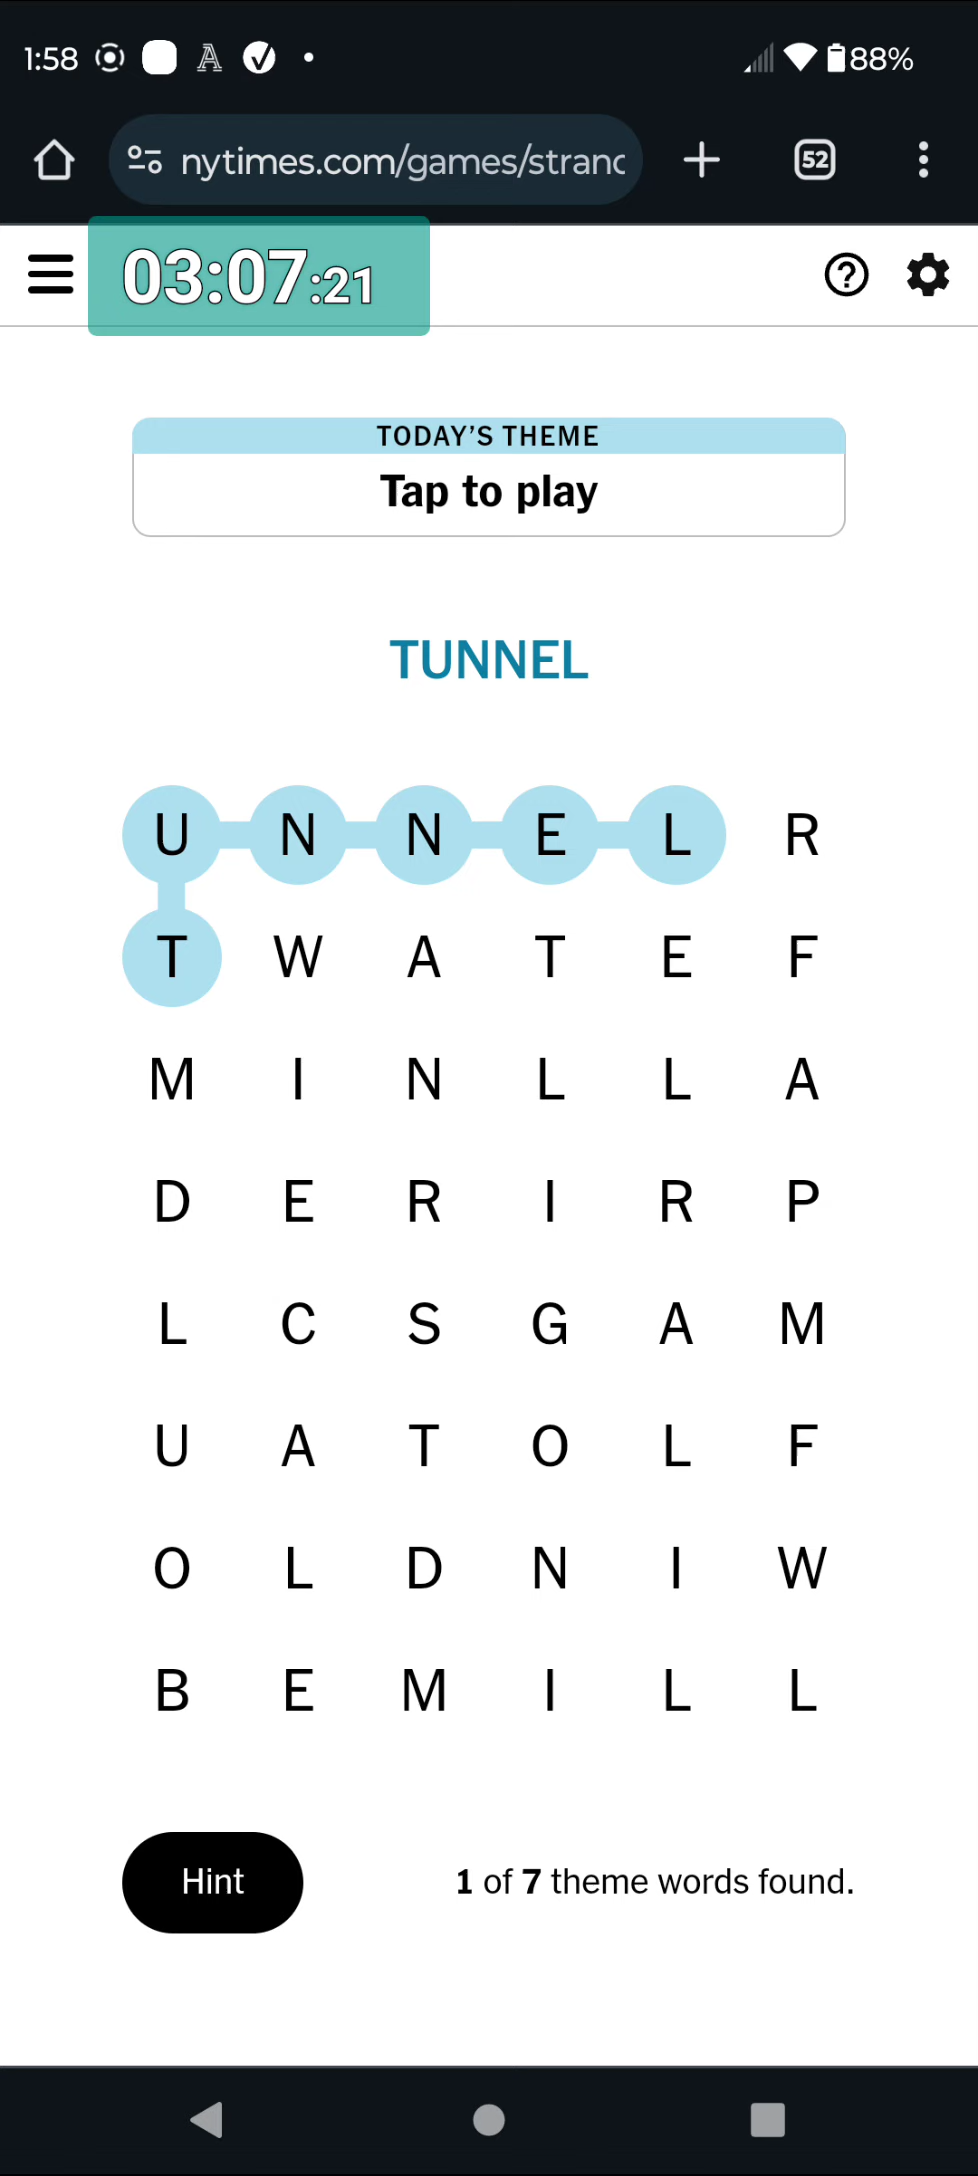 1:58 A 88%
nytimes.com/games/stranc 52
03:07:21
TODAY'S THEME
Tap to play
TUNNEL
U N N E L R
T W A T E F
M I N L L A
D E R I R P
L C S G A M
U A T O L F
O L D N I W
B E M I L L
Hint 1 of 7 theme words found.